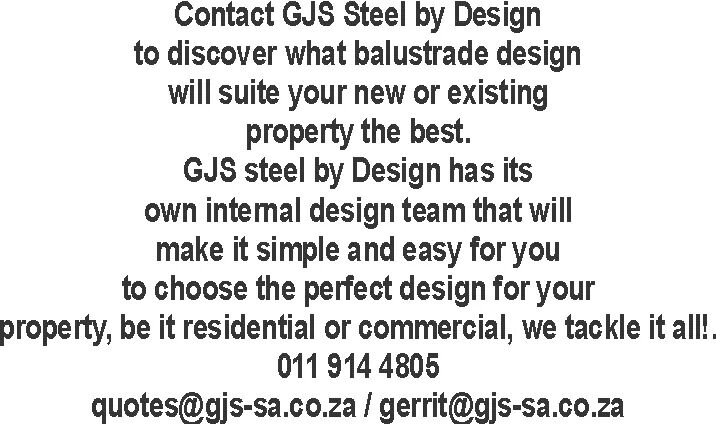 Contact GJS Steel by Design
to discover what balustrade design
will suite your new or existing
property the best.
GJS steel by Design has its
own internal design team that will
make it simple and easy for you
to choose the perfect design for your
property, be it residential or commercial, we tackle it all!.
011 914 4805
quotes@gjs-sa.co.za / gerrit@gjs-sa.co.za